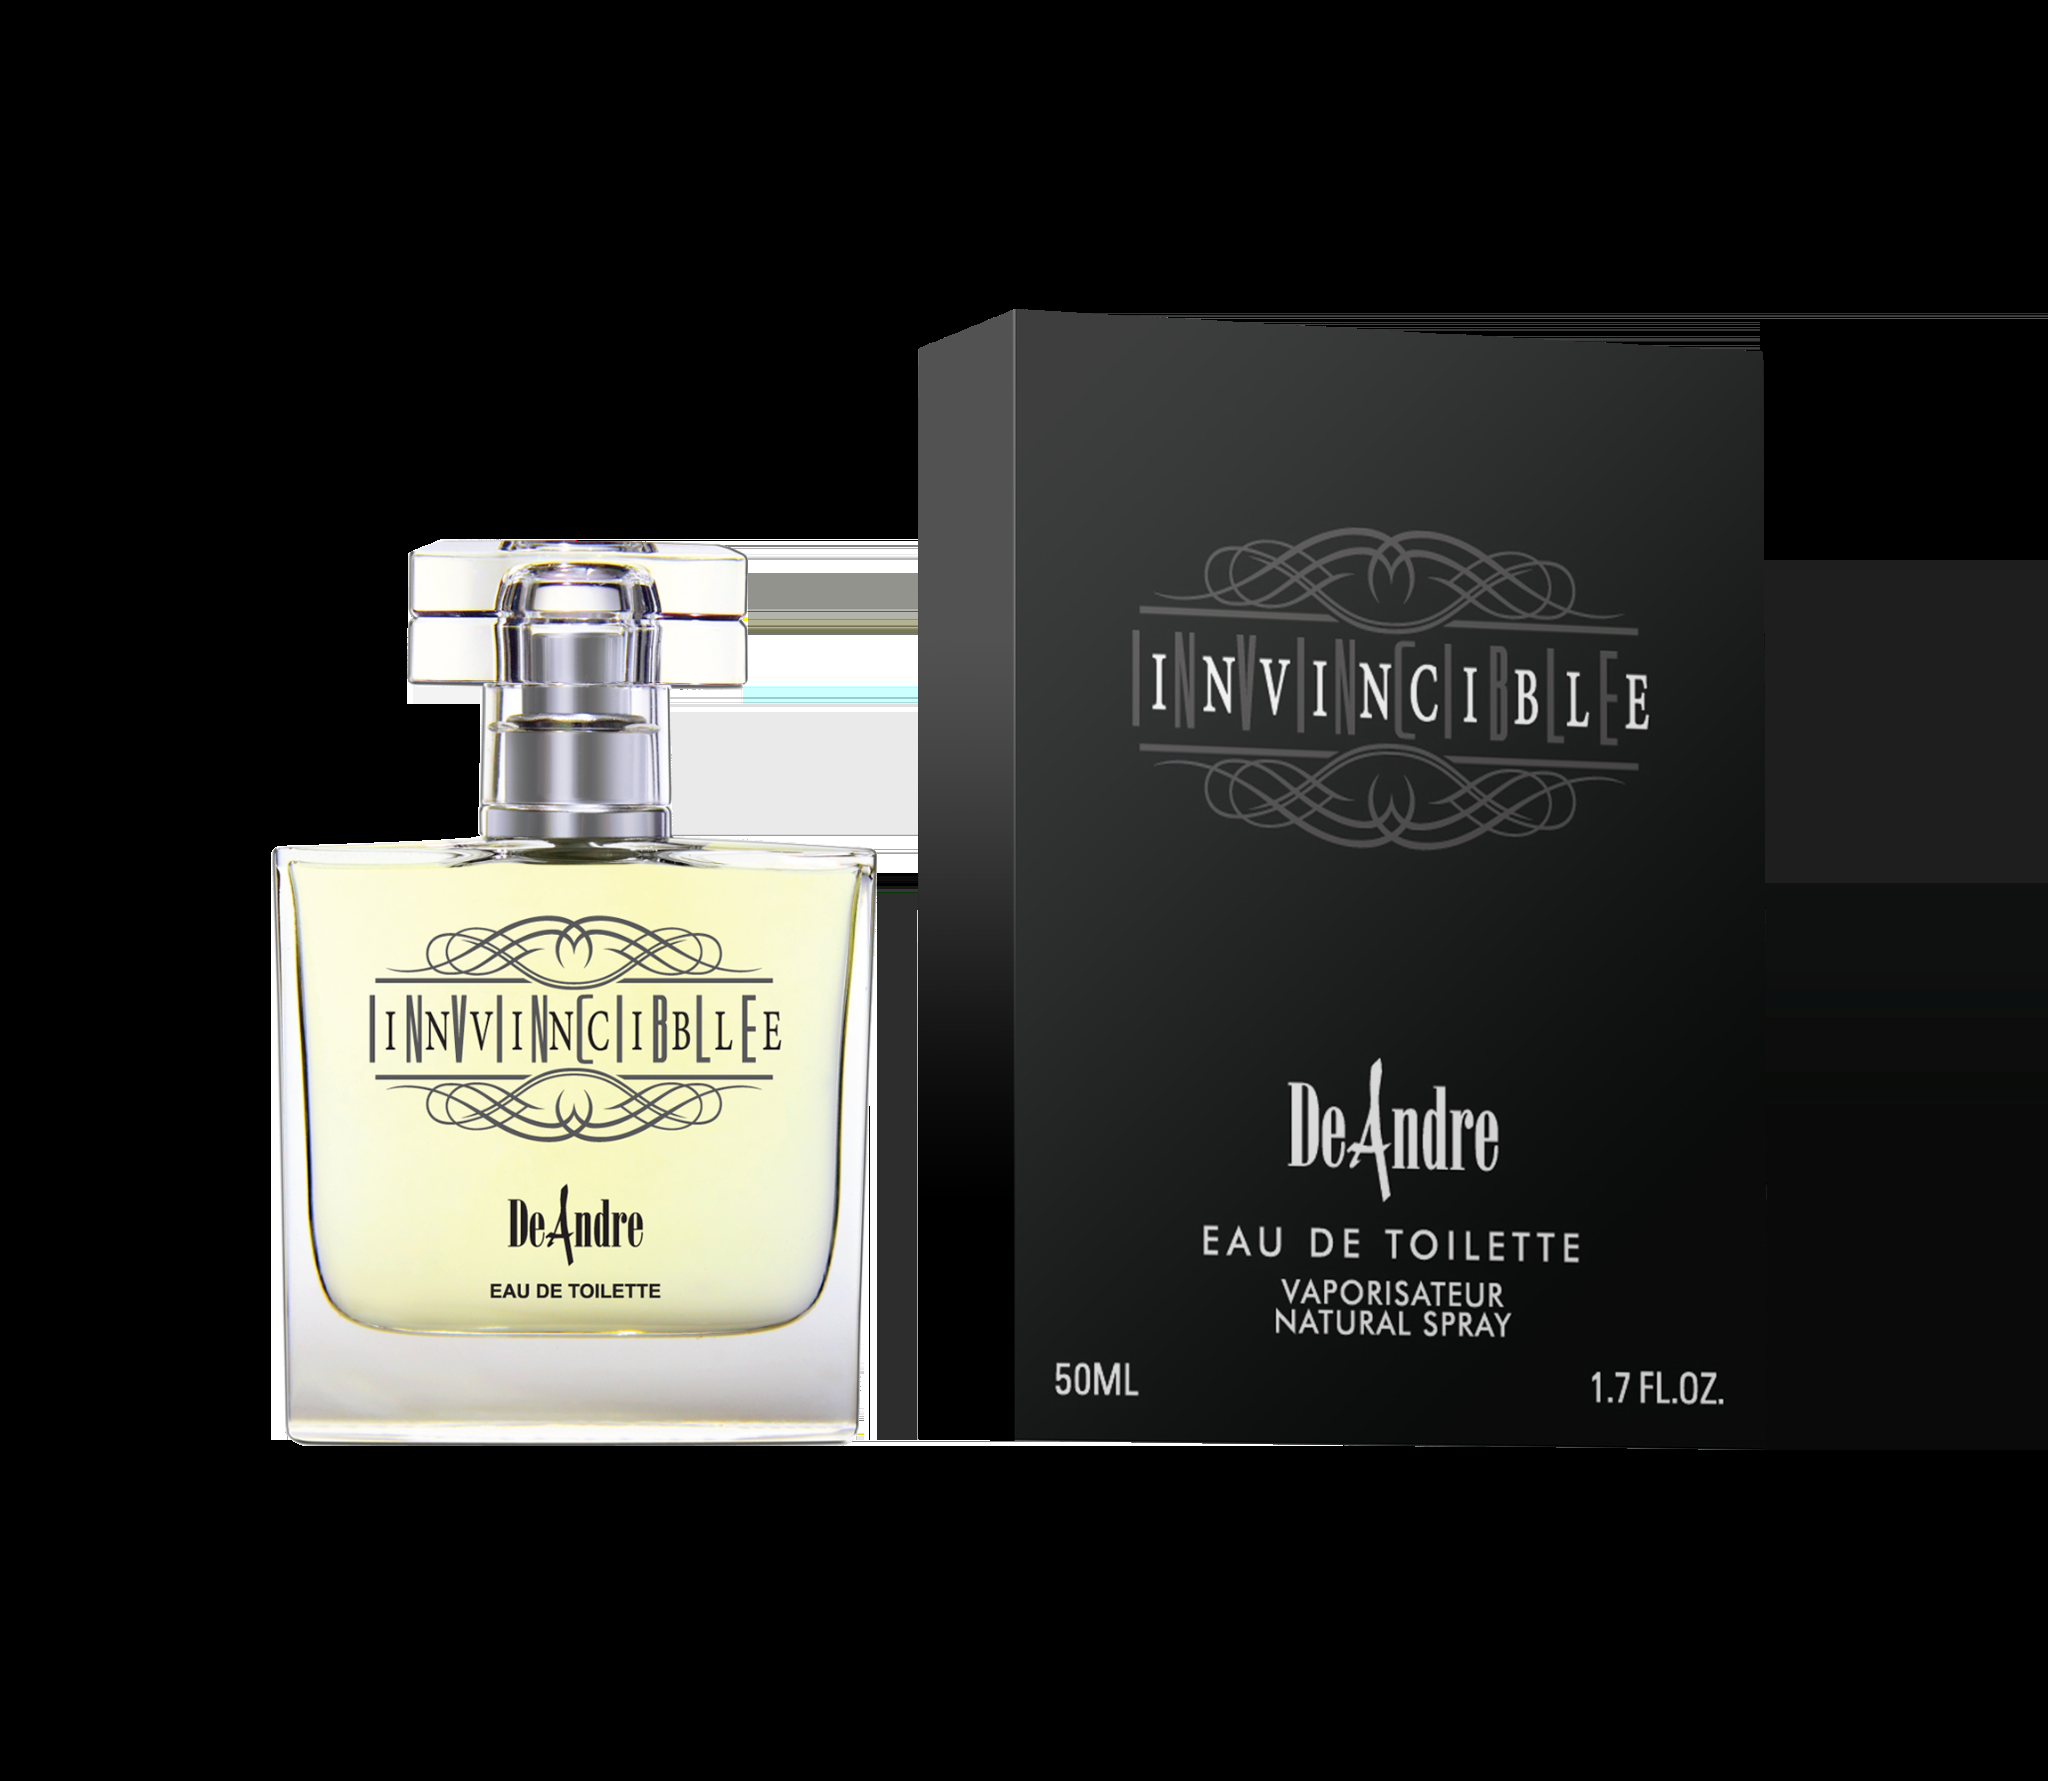 INVINCIBLE
DeAndre
EAU DE TOILETTE
INVINCIBLE
DeAndre
EAU DE TOILETTE
VAPORISATEUR
NATURAL SPRAY
50ML
1.7 FL.OZ.